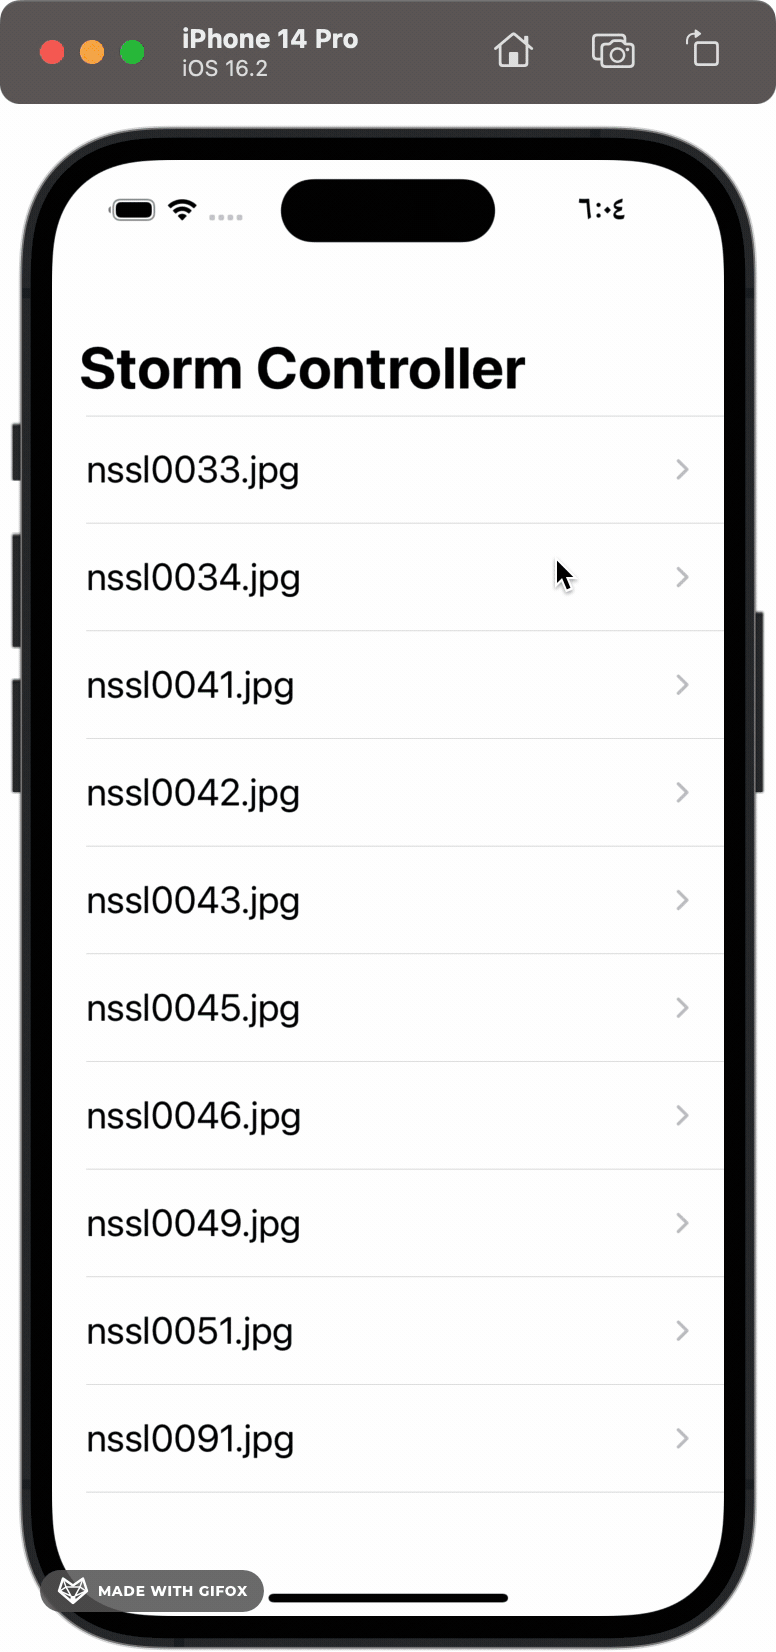 iPhone 14 Pro
iOS 16.2
٦:٠٤
Storm Controller
nssl0033.jpg
nssl0034.jpg
nssl0041.jpg
nssl0042.jpg
nssl0043.jpg
nssl0045.jpg
nssl0046.jpg
nssl0049.jpg
nssl0051.jpg
nssl0091.jpg
MADE WITH GIFOX